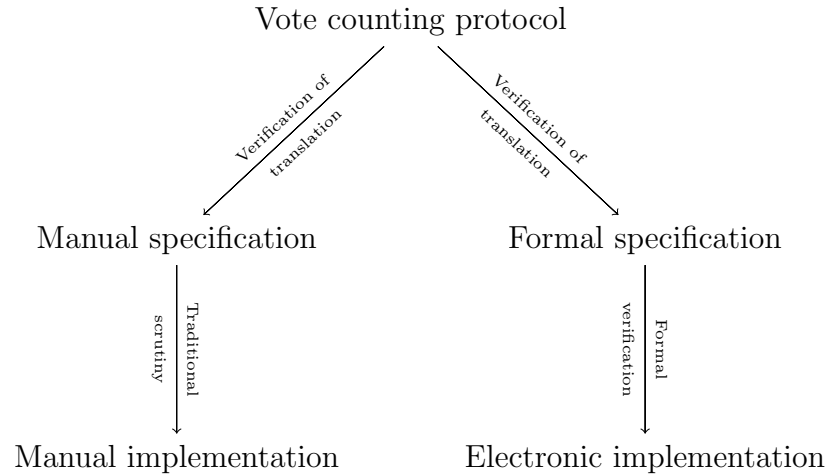 Vote counting protocol
Verification of
translation
Verification of
translation
Manual specification
Formal specification
Traditional
scrutiny
Formal
verification
Manual implementation
Electronic implementation